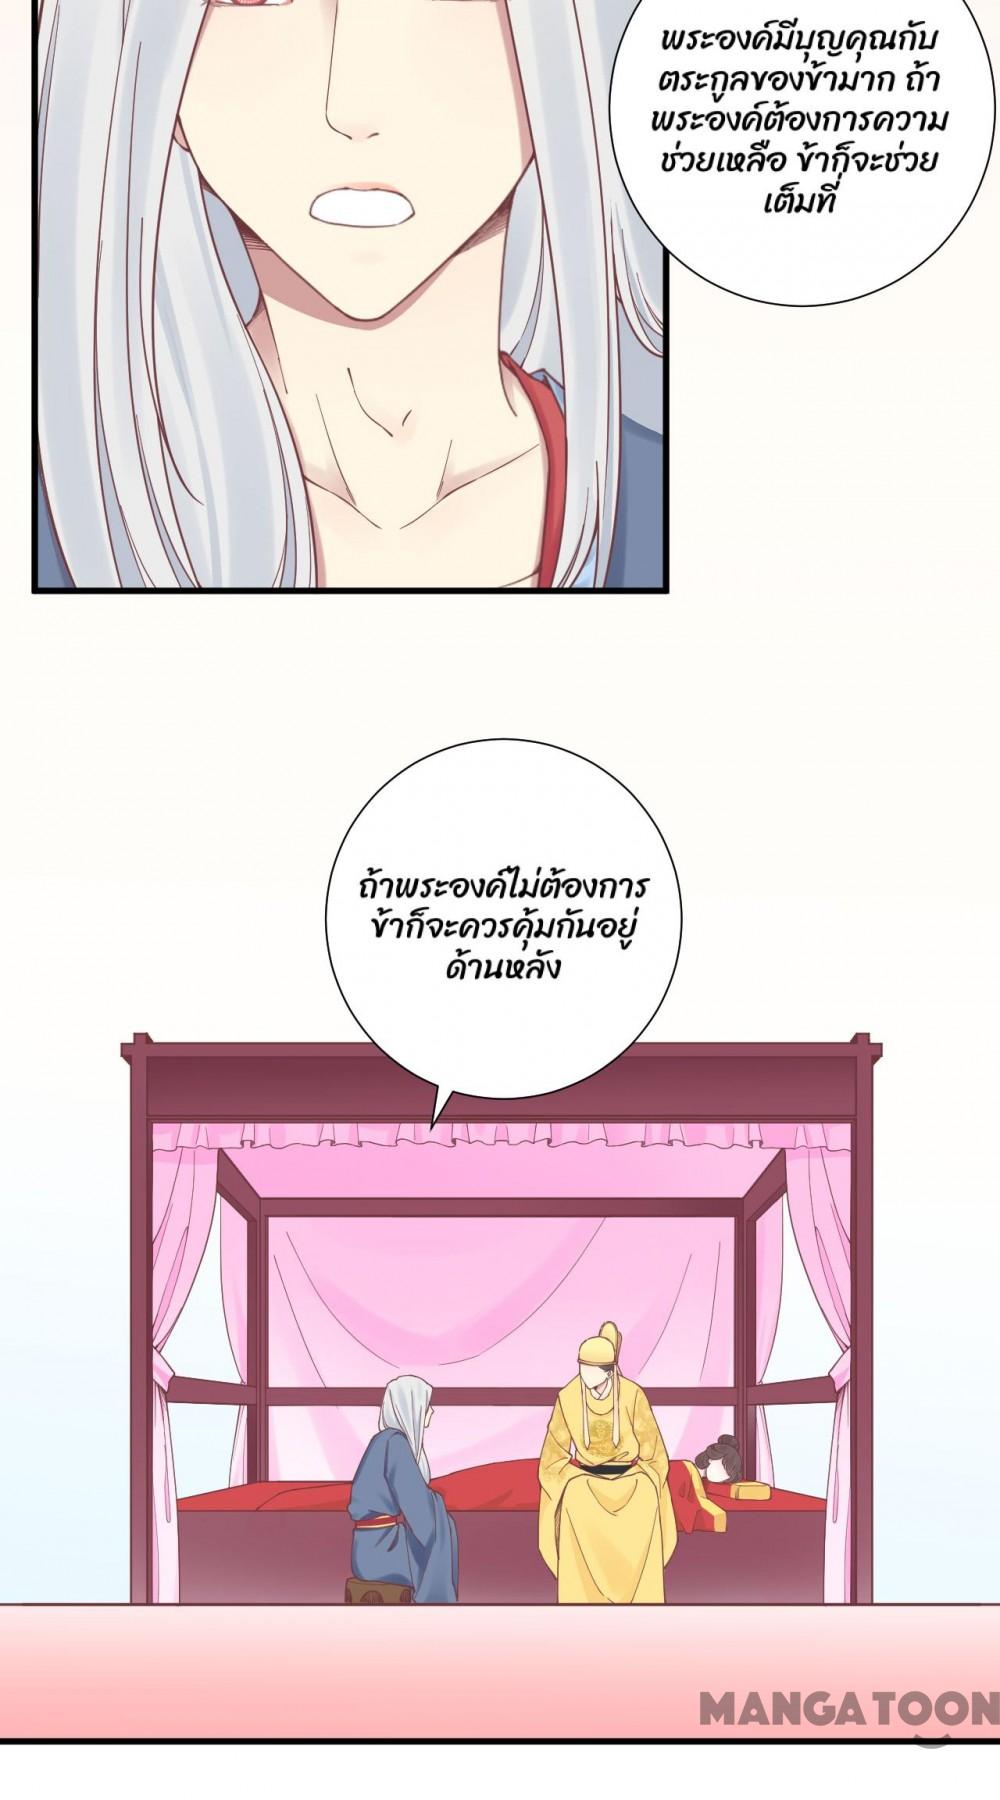 พระองค์มีบุญคุณกับ
ตระกูลของข้ามาก ถ้า
พระองค์ต้องการความ
ช่วยเหลือ ข้าก็จะช่วย
เต็มที่
ถ้าพระองค์ไม่ต้องการ
ข้าก็จะควรคุ้มกันอยู่
ด้านหลัง
MANGATOON